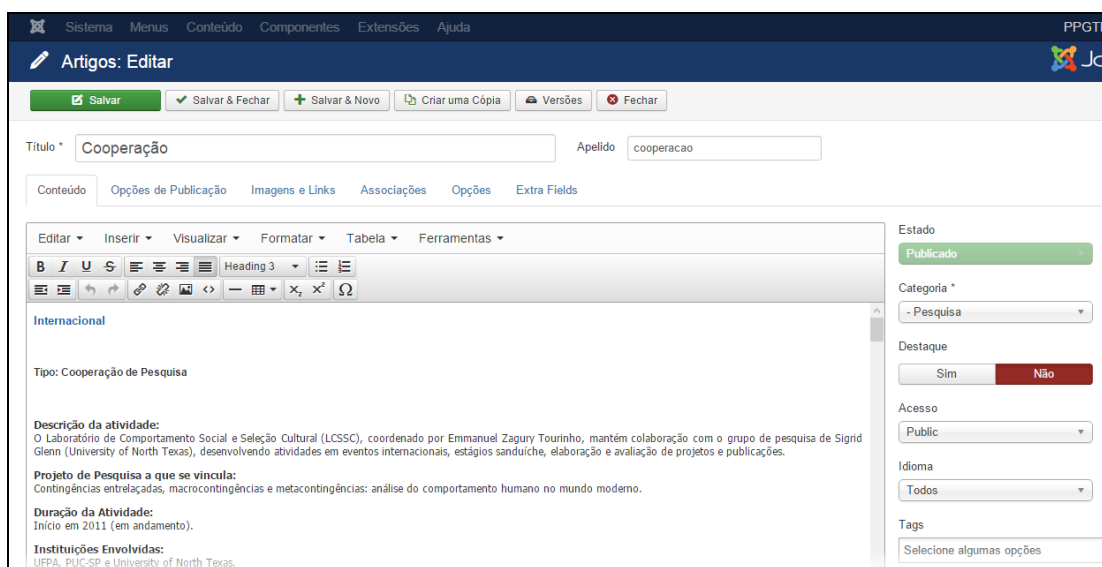 Sistema Menus Conteúdo Componentes Extensões Ajuda PPGT
Artigos: Editar
Salvar Salvar & Fechar Salvar & Novo Criar uma Cópia Versões Fechar
Título * Cooperação Apelido cooperacao
Conteúdo Opções de Publicação Imagens e Links Associações Opções Extra Fields
Editar Inserir Visualizar Formatar Tabela Ferramentas
B I U S Heading 3
X₂ X² Ω
Internacional
Tipo: Cooperação de Pesquisa
Descrição da atividade:
O Laboratório de Comportamento Social e Seleção Cultural (LCSSC), coordenado por Emmanuel Zagury Tourinho, mantém colaboração com o grupo de pesquisa de Sigrid
Glenn (University of North Texas), desenvolvendo atividades em eventos internacionais, estágios sanduíche, elaboração e avaliação de projetos e publicações.
Projeto de Pesquisa a que se vincula:
Contingências entrelaçadas, macrocontingências e metacontingências: análise do comportamento humano no mundo moderno.
Duração da Atividade:
Início em 2011 (em andamento).
Instituições Envolvidas:
UFPA, PUC-SP e University of North Texas.
Estado
Publicado
Categoria *
- Pesquisa
Destaque
Sim Não
Acesso
Public
Idioma
Todos
Tags
Selecione algumas opções